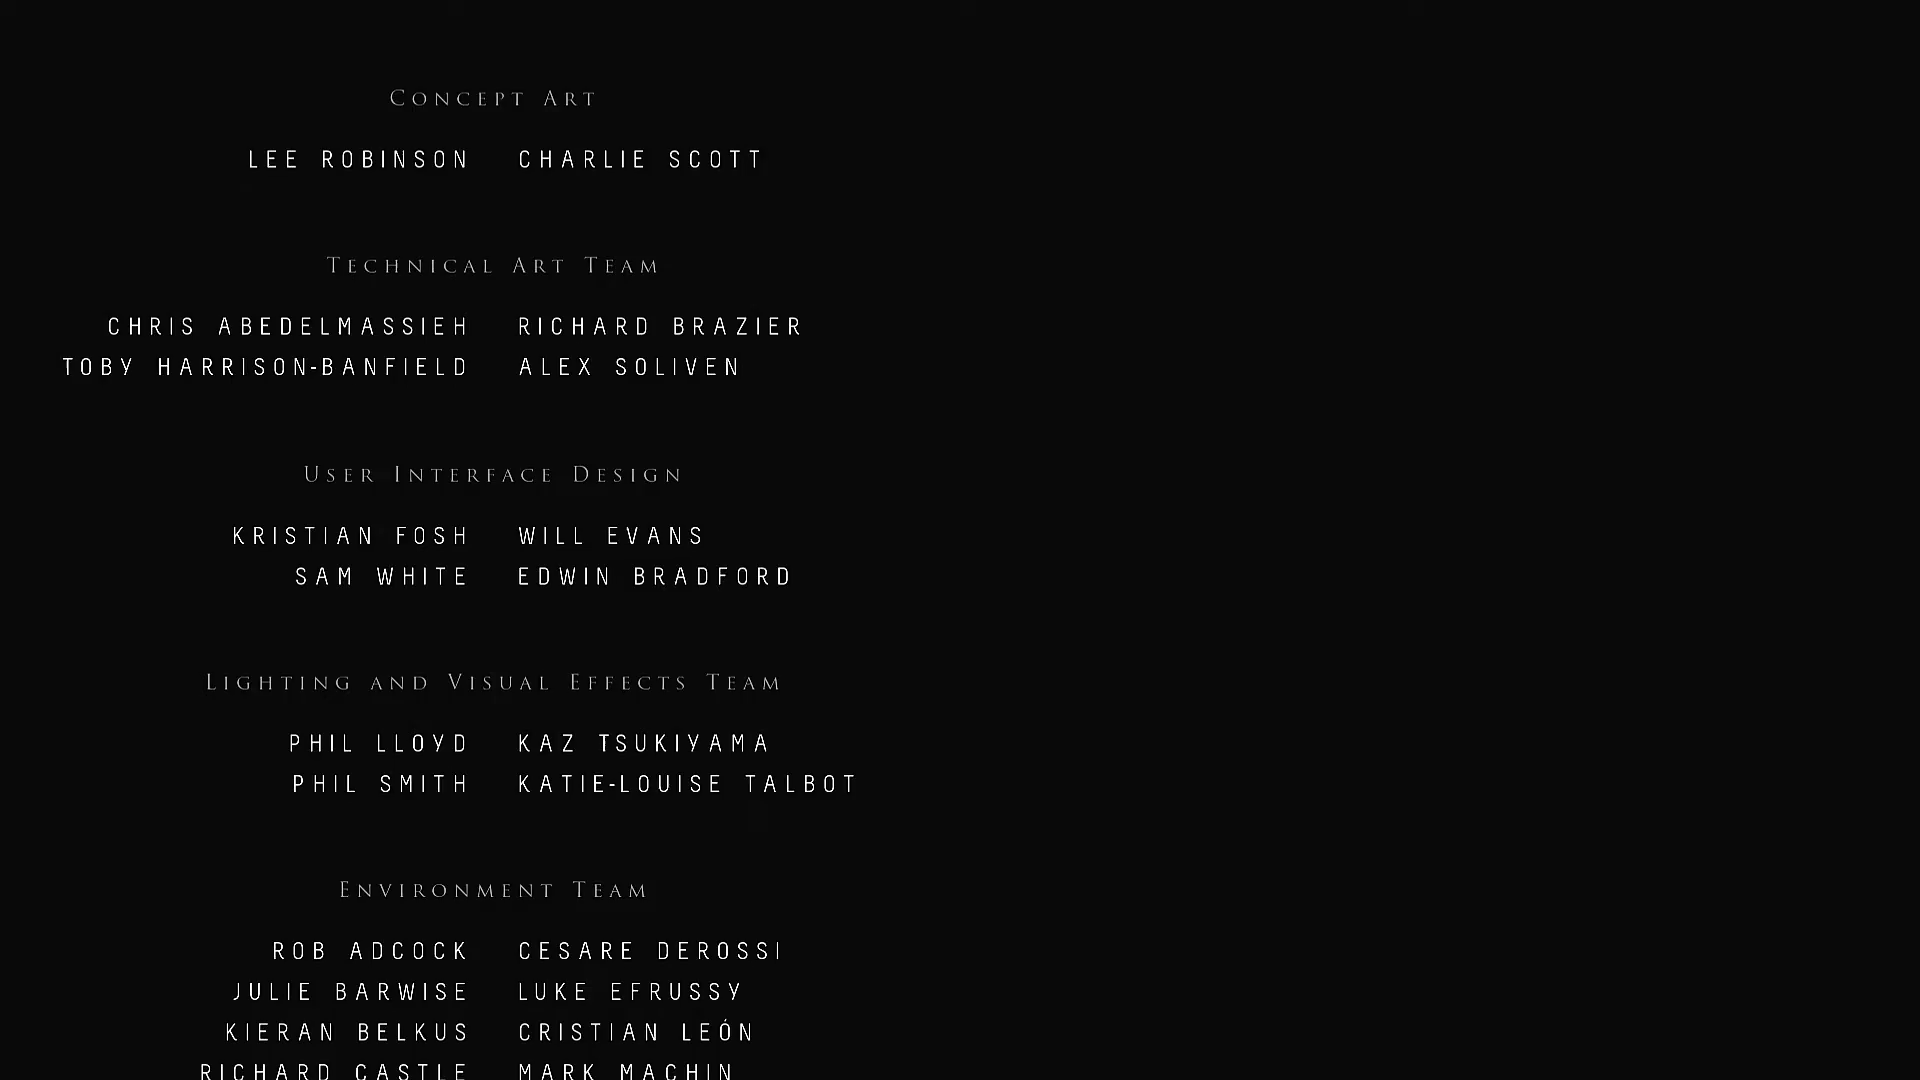 Concept Art
LEE ROBINSON CHARLIE SCOTT
Technical Art Team
CHRIS ABEDELMASSIEH RICHARD BRAZIER
TOBY HARRISON-BANFIELD ALEX SOLIVEN
User Interface Design
KRISTIAN FOSH WILL EVANS
SAM WHITE EDWIN BRADFORD
Lighting and Visual Effects Team
PHIL LLOYD KAZ TSUKIYAMA
PHIL SMITH KATIE-LOUISE TALBOT
Environment Team
ROB ADCOCK CESARE DEROSSI
JULIE BARWISE LUKE EFRUSSY
KIERAN BELKUS CRISTIAN LEÓN
RICHARD CASTLE MARK MACHIN